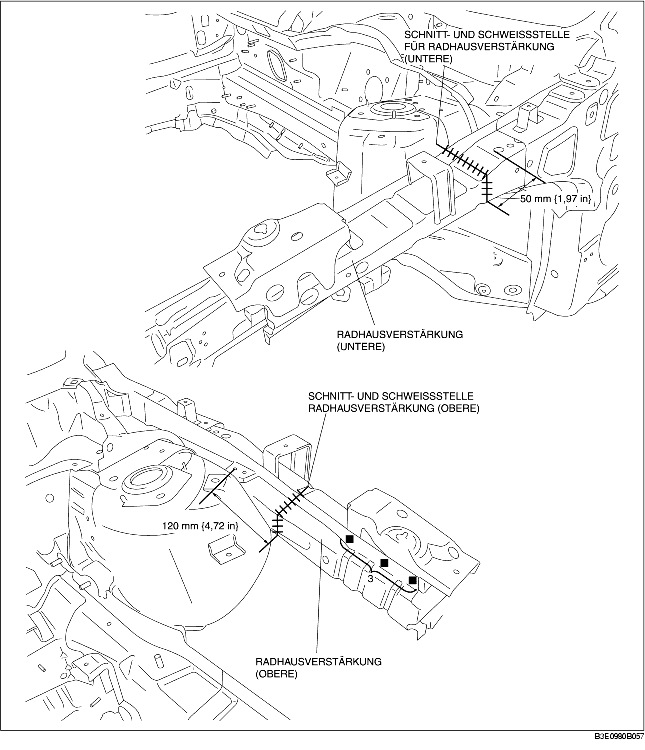 SCHNITT- UND SCHWEISSSTELLE
FÜR RADHAUSVERSTÄRKUNG
(UNTERE)
50 mm {1,97 in}
RADHAUSVERSTÄRKUNG
(UNTERE)
SCHNITT- UND SCHWEISSSTELLE
RADHAUSVERSTÄRKUNG (OBERE)
120 mm {4,72 in}
3
RADHAUSVERSTÄRKUNG
(OBERE)
B3E0980B057